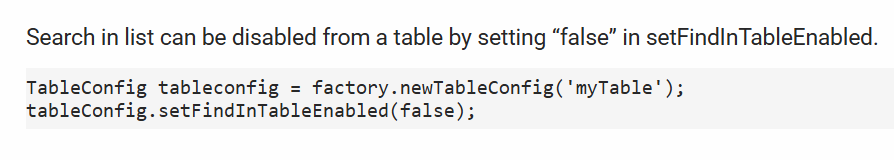 Search in list can be disabled from a table by setting “false” in setFindInTableEnabled.
TableConfig tableconfig = factory.newTableConfig('myTable');
tableConfig.setFindInTableEnabled(false);